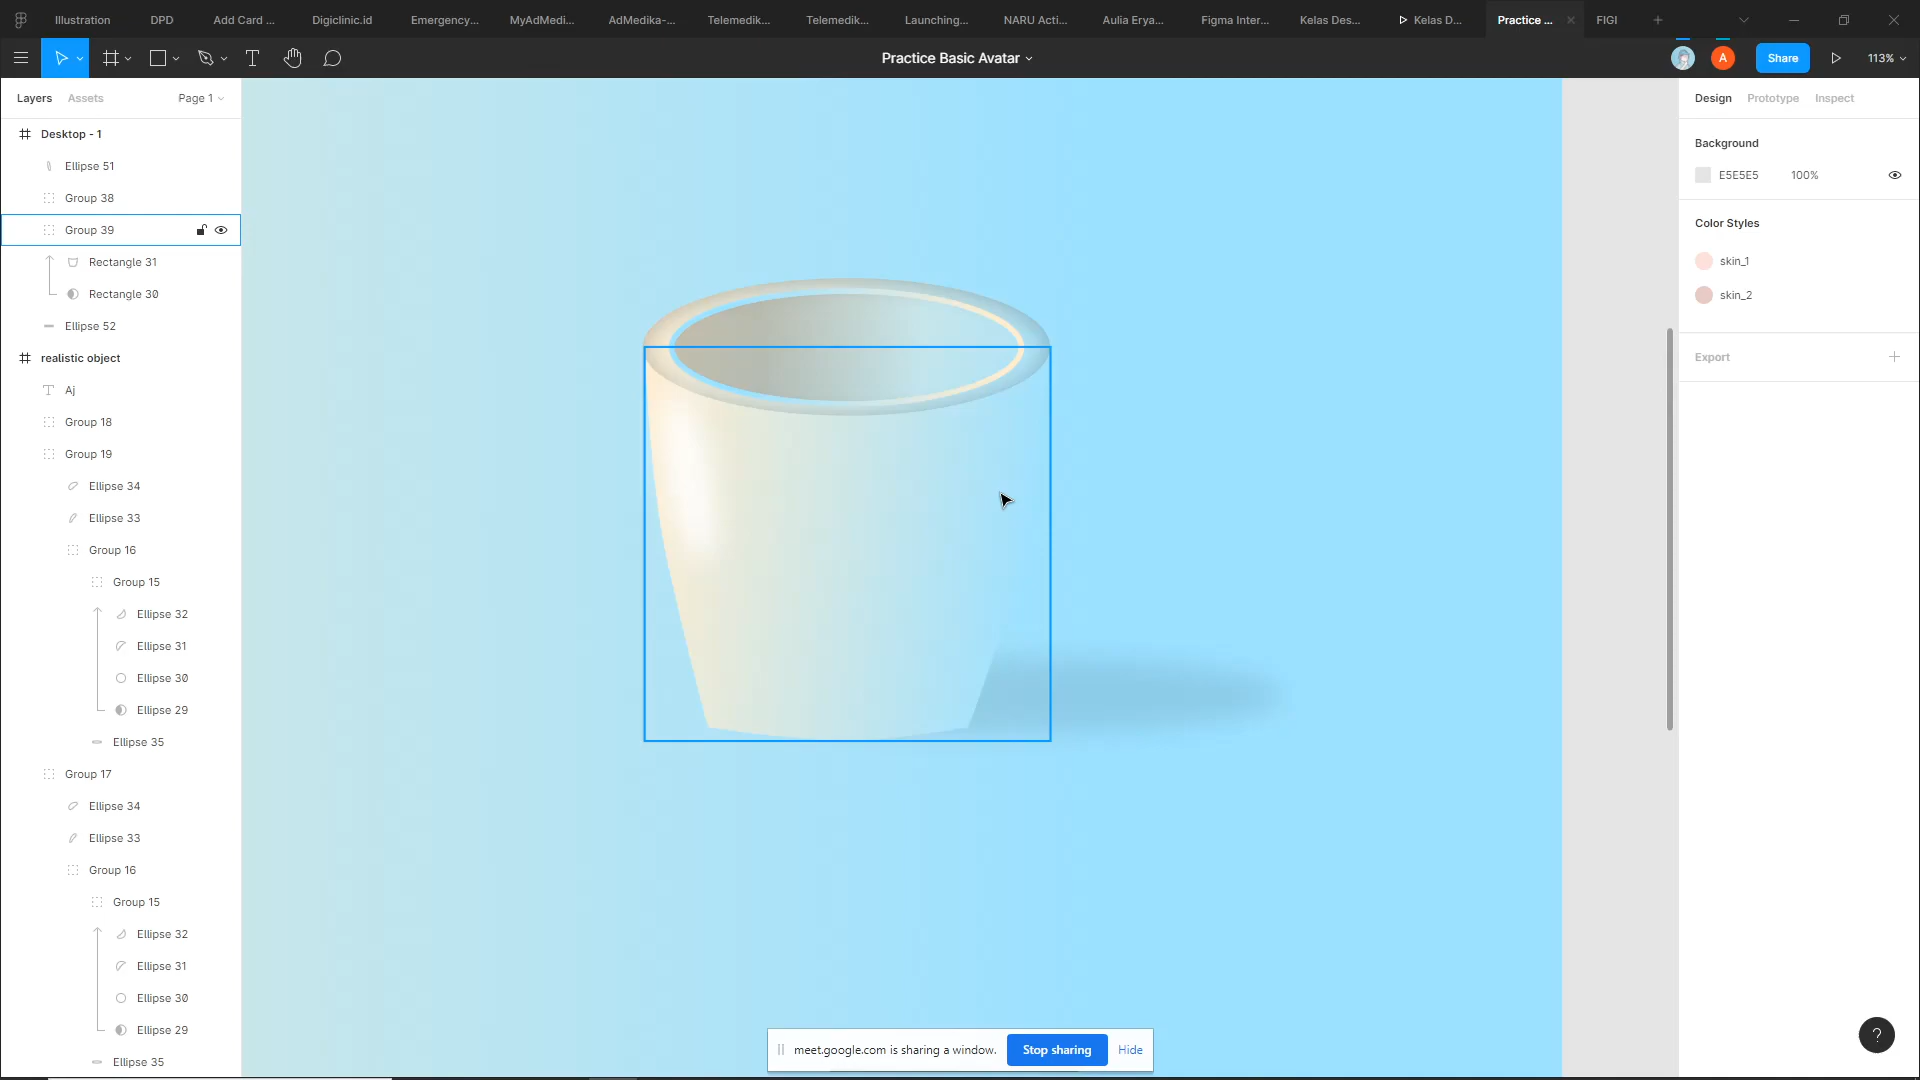 Illustration
DPD
Add Card ...
Digiclinic.id
Emergency...
MyAdMedi...
AdMedika-...
Telemedik...
Telemedik...
Launching...
NARU Acti...
Aulia Erya...
Figma Inter...
Kelas Des...
Kelas D...
Practice ...
FIGI
Practice Basic Avatar
A
Share
113%
Layers
Assets
Page 1
Desktop - 1
Ellipse 51
Group 38
Group 39
Rectangle 31
Rectangle 30
Ellipse 52
realistic object
Aj
Group 18
Group 19
Ellipse 34
Ellipse 33
Group 16
Group 15
Ellipse 32
Ellipse 31
Ellipse 30
Ellipse 29
Ellipse 35
Group 17
Ellipse 34
Ellipse 33
Group 16
Group 15
Ellipse 32
Ellipse 31
Ellipse 30
Ellipse 29
Ellipse 35
Design
Prototype
Inspect
Background
E5E5E5
100%
Color Styles
skin_1
skin_2
Export
meet.google.com is sharing a window.
Stop sharing
Hide
?